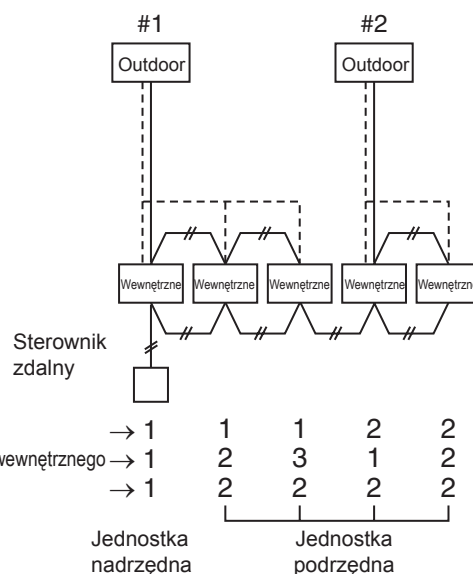 #1 #2
Outdoor Outdoor
Wewnętrzne Wewnętrzne Wewnętrzne Wewnętrzne Wewnętrzne
Sterownik
zdalny
→ 1 1 1 2 2
wewnętrznego → 1 2 3 1 2
→ 1 2 2 2 2
Jednostka Jednostka
nadrzędna podrzędna